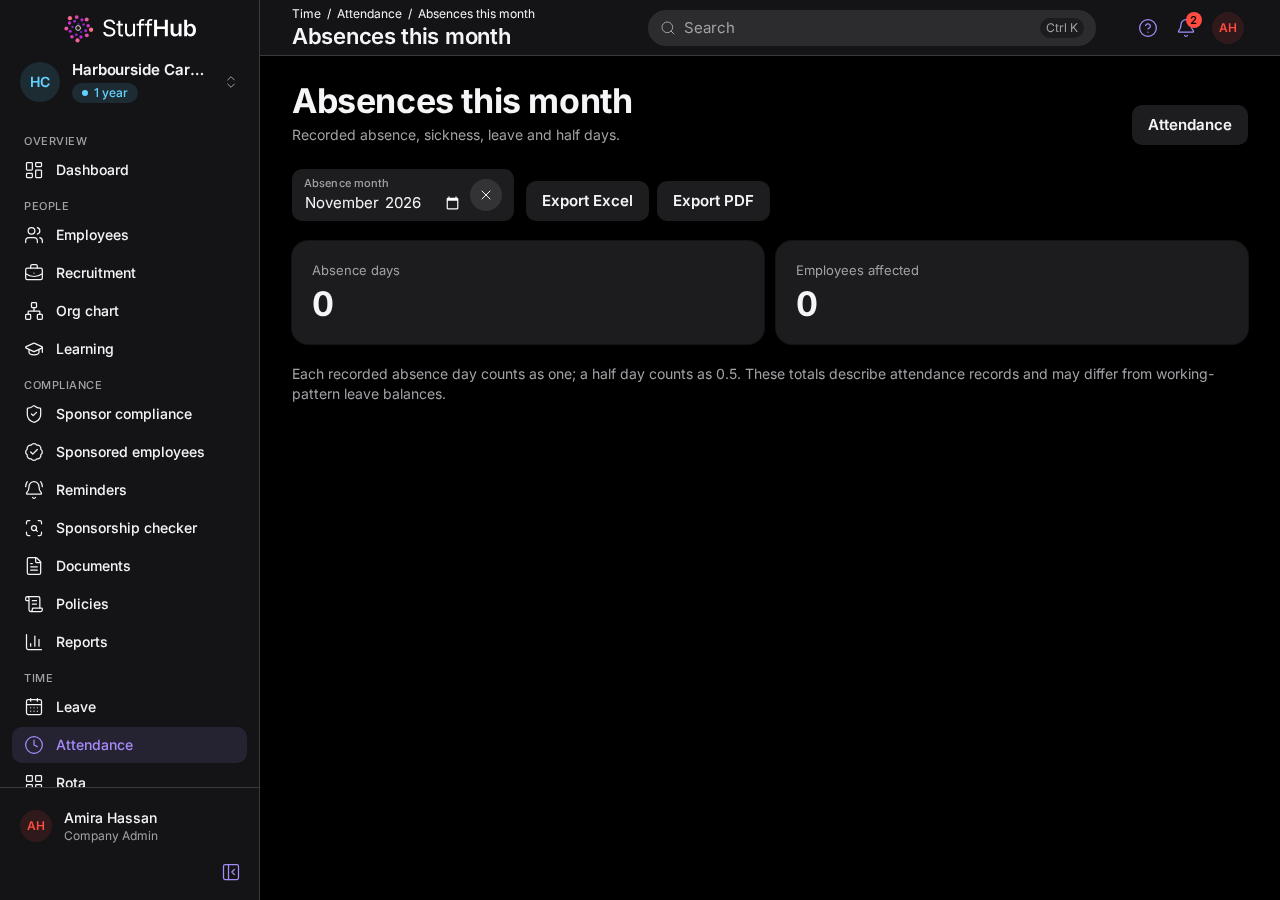 StuffHub
HC
Harbourside Car...
1 year
OVERVIEW
Dashboard
PEOPLE
Employees
Recruitment
Org chart
Learning
COMPLIANCE
Sponsor compliance
Sponsored employees
Reminders
Sponsorship checker
Documents
Policies
Reports
TIME
Leave
Attendance
Rota
AH
Amira Hassan
Company Admin
Time / Attendance / Absences this month
Absences this month
Search
Ctrl K
2
AH
Absences this month
Recorded absence, sickness, leave and half days.
Attendance
Absence month
November 2026
Export Excel
Export PDF
Absence days
0
Employees affected
0
Each recorded absence day counts as one; a half day counts as 0.5. These totals describe attendance records and may differ from working-
pattern leave balances.